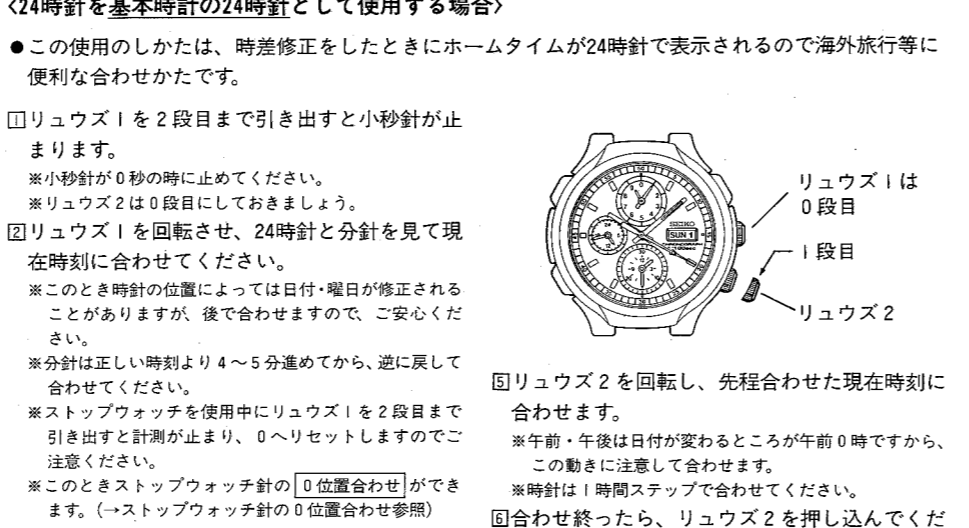 〈24時針を基本時計の24時針として使用する場合〉
●この使用のしかたは、時差修正をしたときにホームタイムが24時針で表示されるので海外旅行等に
便利な合わせかたです。
1リュウズ1を2段目まで引き出すと小秒針が止
まります。
※小秒針が0秒の時に止めてください。
※リュウズ2は0段目にしておきましょう。
2リュウズ1を回転させ、24時針と分針を見て現
在時刻に合わせてください。
※このとき時針の位置によっては日付・曜日が修正される
ことがありますが、後で合わせますので、ご安心くだ
さい。
※分針は正しい時刻より4～5分進めてから、逆に戻して
合わせてください。
※ストップウォッチを使用中にリュウズ1を2段目まで
引き出すと計測が止まり、0へリセットしますのでご
注意ください。
※このときストップウォッチ針の0位置合わせができ
ます。(→ストップウォッチ針の0位置合わせ参照)
SEIKO
SUN 1
リュウズ1は
0段目
1段目
リュウズ2
5リュウズ2を回転し、先程合わせた現在時刻に
合わせます。
※午前・午後は日付が変わるところが午前0時ですから、
この動きに注意して合わせます。
※時針は1時間ステップで合わせてください。
6合わせ終ったら、リュウズ2を押し込んでくだ